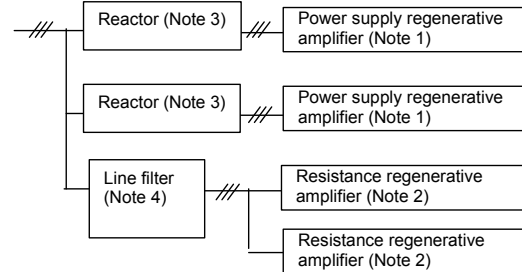 Reactor (Note 3)
Power supply regenerative
amplifier (Note 1)
Reactor (Note 3)
Power supply regenerative
amplifier (Note 1)
Line filter
(Note 4)
Resistance regenerative
amplifier (Note 2)
Resistance regenerative
amplifier (Note 2)